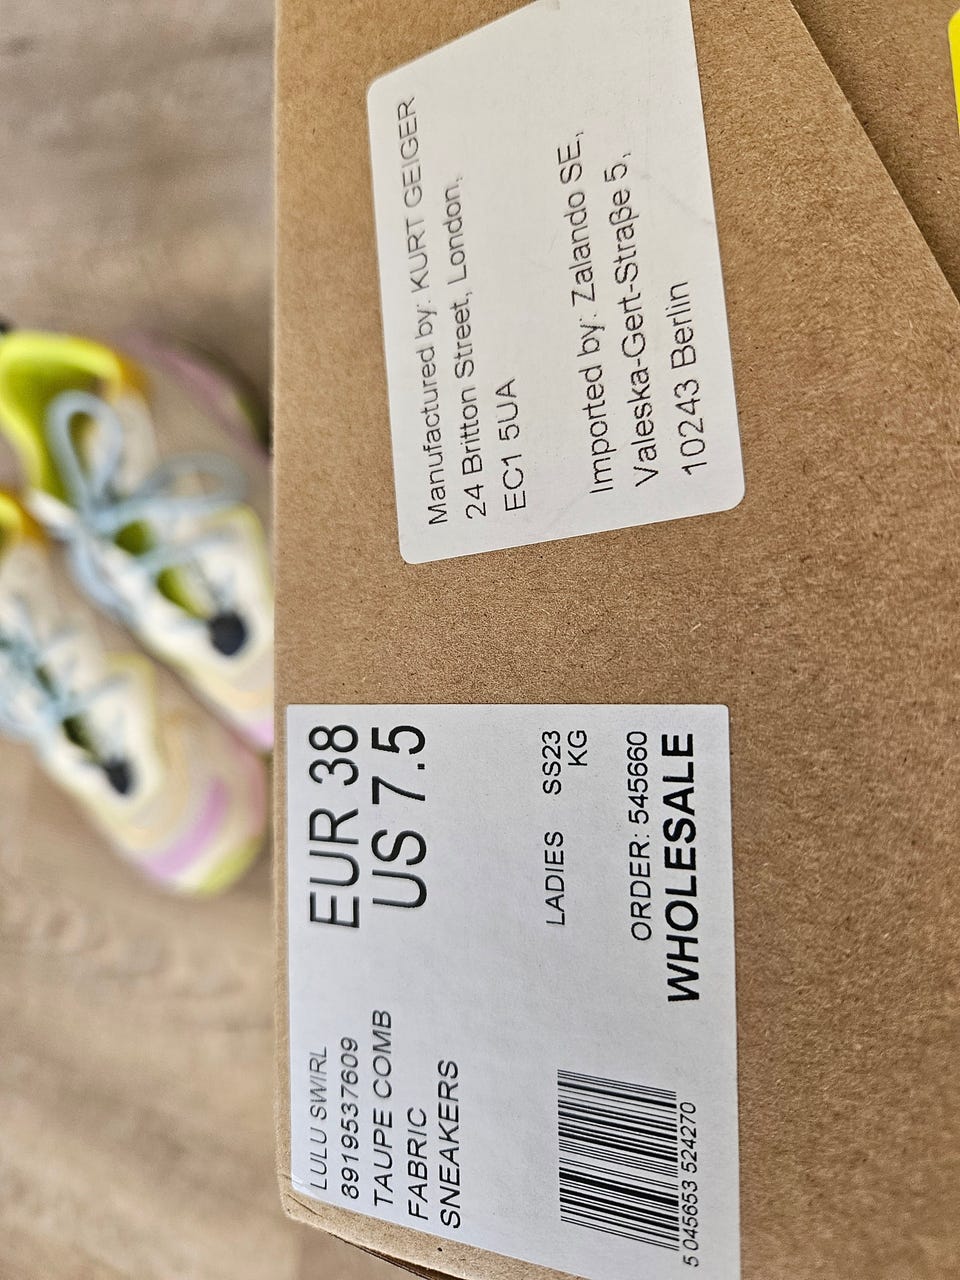 LULU SWIRL
8919537609
TAUPE COMB
FABRIC
SNEAKERS
EUR 38
US 7.5
LADIES SS23
KG
ORDER: 545660
WHOLESALE
5 045653 524270
Manufactured by: KURT GEIGER
24 Britton Street, London,
EC1 5UA
Imported by: Zalando SE,
Valeska-Gert-Straße 5,
10243 Berlin